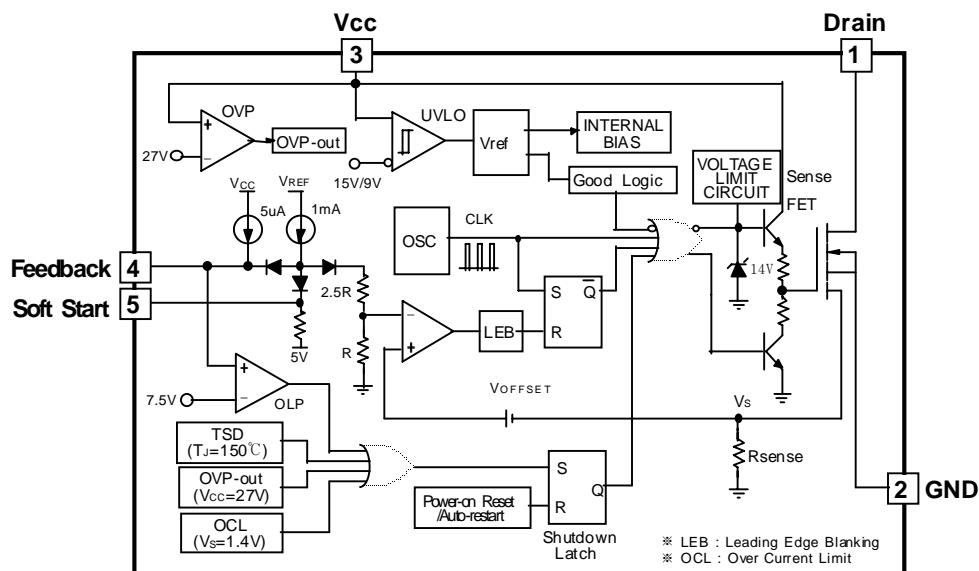 Vcc
Drain
3
1
OVP
UVLO
+
−
27V
OVP-out
15V/9V
Vref
INTERNAL
BIAS
Good Logic
VOLTAGE
LIMIT
CIRCUIT
Sense
FET
VCC
VREF
5uA
1mA
OSC
CLK
Feedback
4
Soft Start
5
2.5R
R
5V
−
+
LEB
S
Q
R
14V
+
−
7.5V
OLP
VOFFSET
VS
Rsense
TSD
(TJ=150℃)
OVP-out
(VCC=27V)
OCL
(VS=1.4V)
Power-on Reset
/Auto-restart
S
R
Q
Shutdown
Latch
2
GND
※ LEB : Leading Edge Blanking
※ OCL : Over Current Limit